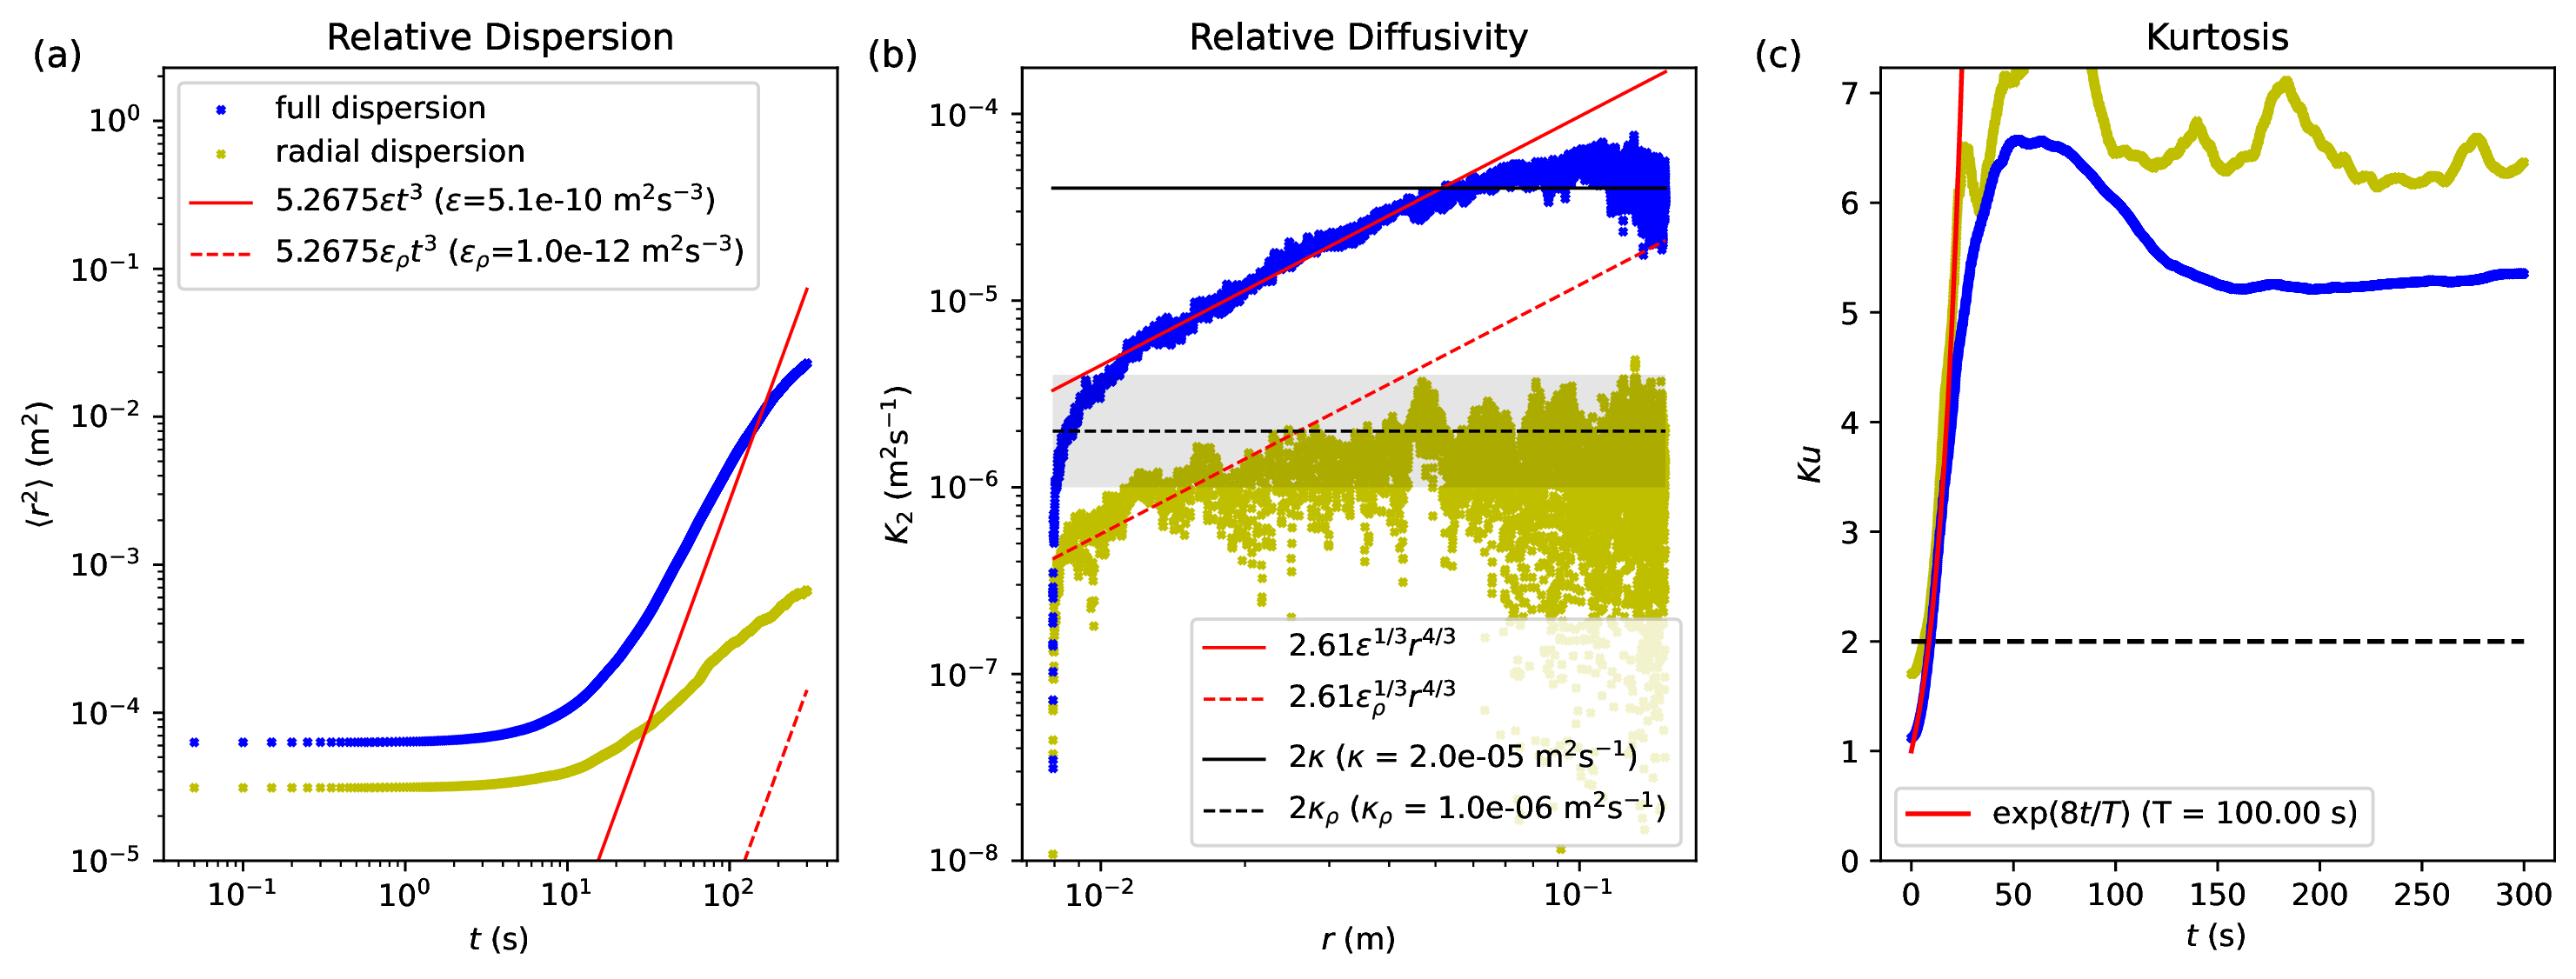 (a) Relative Dispersion
full dispersion
radial dispersion
5.2675εt³ (ε=5.1e-10 m²s⁻³)
5.2675ε_ρt³ (ε_ρ=1.0e-12 m²s⁻³)
⟨r²⟩ (m²)
10⁰
10⁻¹
10⁻²
10⁻³
10⁻⁴
10⁻⁵
10⁻¹ 10⁰ 10¹ 10²
t (s)
(b) Relative Diffusivity
K₂ (m²s⁻¹)
10⁻⁴
10⁻⁵
10⁻⁶
10⁻⁷
10⁻⁸
2.61ε^{1/3}r^{4/3}
2.61ε_ρ^{1/3}r^{4/3}
2κ (κ = 2.0e-05 m²s⁻¹)
2κ_ρ (κ_ρ = 1.0e-06 m²s⁻¹)
10⁻² 10⁻¹
r (m)
(c) Kurtosis
Ku
7
6
5
4
3
2
1
0
exp(8t/T) (T = 100.00 s)
0 50 100 150 200 250 300
t (s)